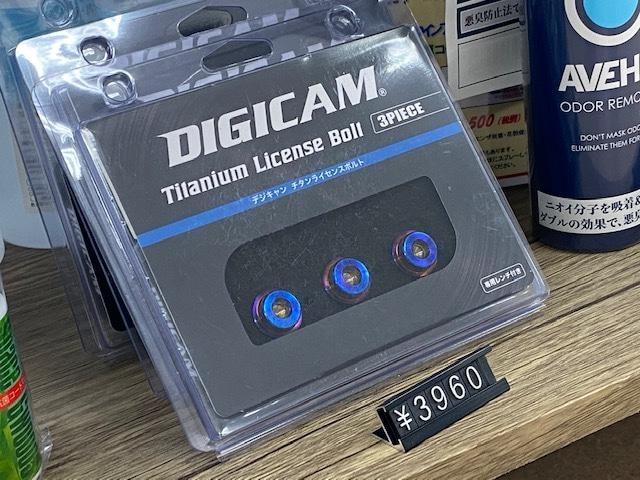 DIGICAM®
Titanium License Bolt 3PIECE
デジキャン チタンライセンスボルト
専用レンチ付き
¥3960
悪臭防止法で
AVEH
ODOR REMO
DON'T MASK OD
ELIMINATE THEM FOR
ニオイ分子を吸着&
ダブルの効果で、悪